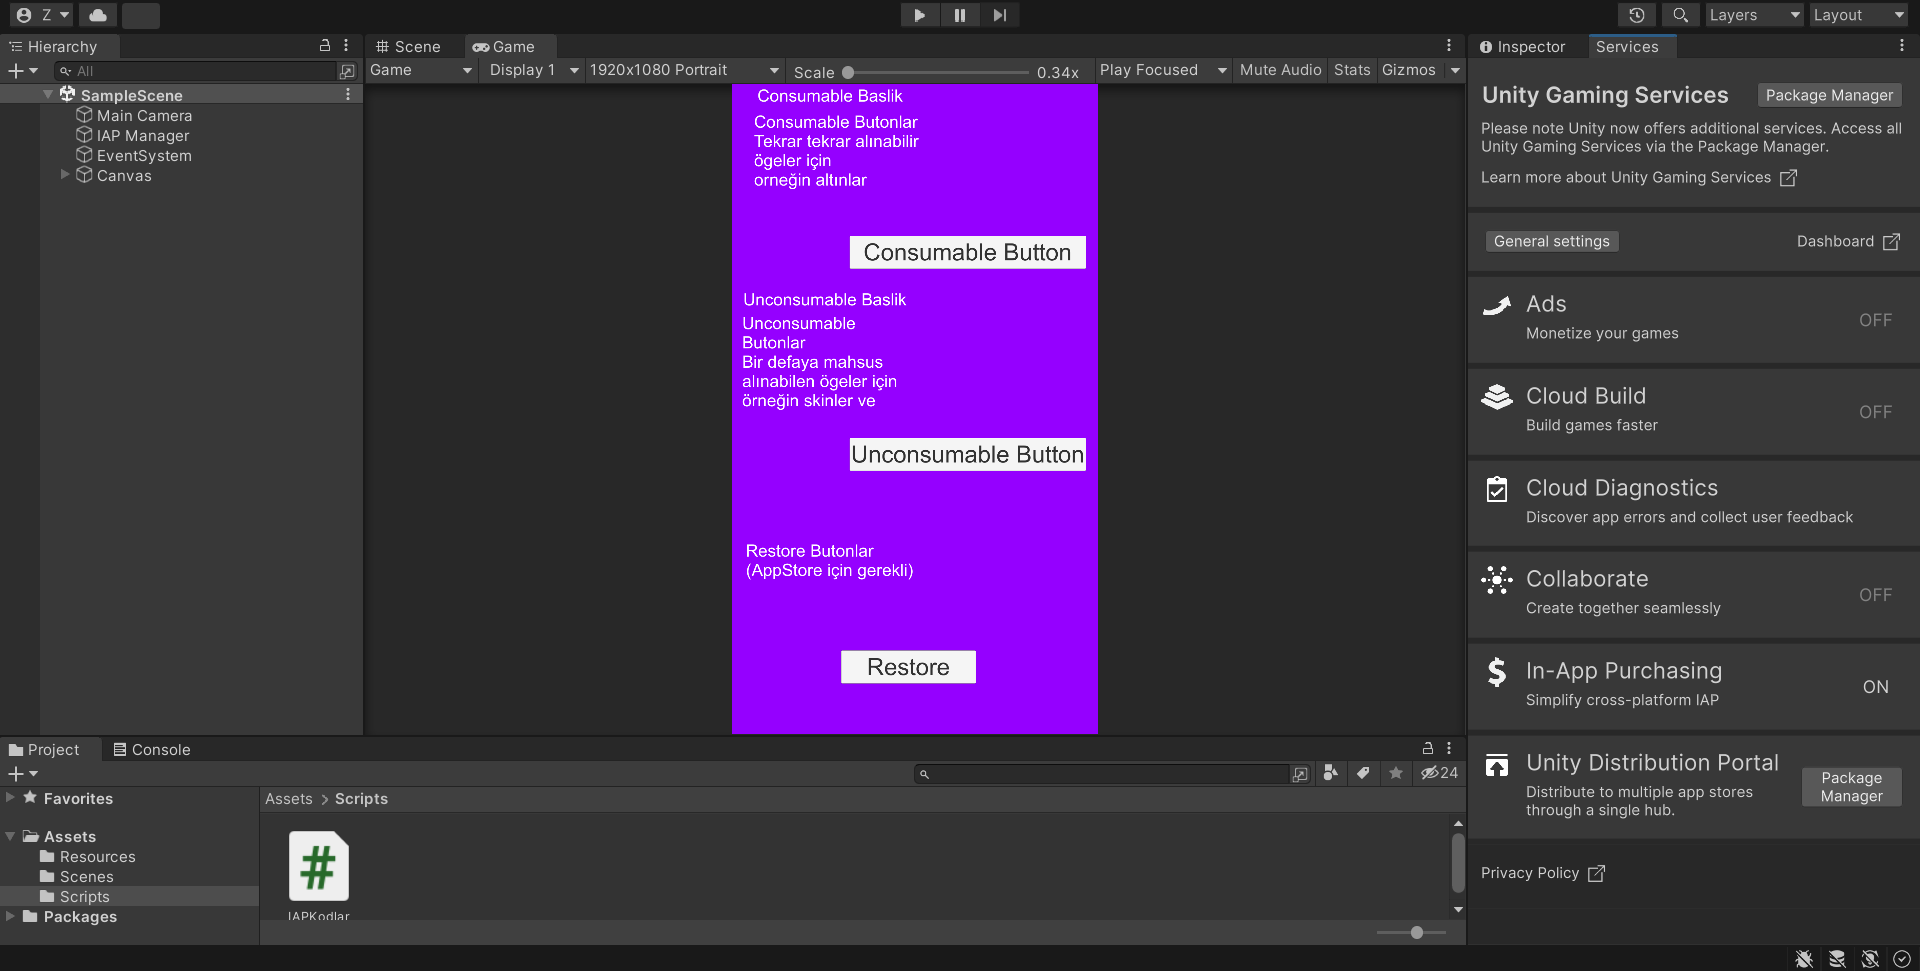 Z
Layers
Layout
Hierarchy
All
SampleScene
Main Camera
IAP Manager
EventSystem
Canvas
Scene
Game
Game
Display 1
1920x1080 Portrait
Scale
0.34x
Play Focused
Mute Audio
Stats
Gizmos
Consumable Baslik
Consumable Butonlar
Tekrar tekrar alınabilir
ögeler için
orneğin altınlar
Consumable Button
Unconsumable Baslik
Unconsumable
Butonlar
Bir defaya mahsus
alınabilen ögeler için
örneğin skinler ve
Unconsumable Button
Restore Butonlar
(AppStore için gerekli)
Restore
Inspector
Services
Unity Gaming Services
Package Manager
Please note Unity now offers additional services. Access all
Unity Gaming Services via the Package Manager.
Learn more about Unity Gaming Services
General settings
Dashboard
Ads
Monetize your games
OFF
Cloud Build
Build games faster
OFF
Cloud Diagnostics
Discover app errors and collect user feedback
Collaborate
Create together seamlessly
OFF
In-App Purchasing
Simplify cross-platform IAP
ON
Unity Distribution Portal
Distribute to multiple app stores
through a single hub.
Package
Manager
Privacy Policy
Project
Console
24
Favorites
Assets
Resources
Scenes
Scripts
Packages
Assets > Scripts
IAPKodlar